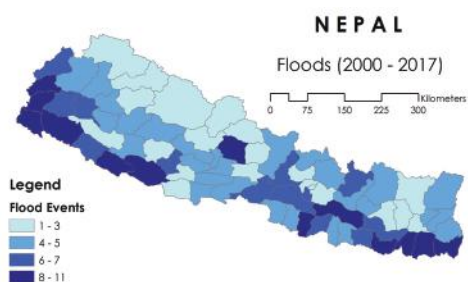 NEPAL
Floods (2000 - 2017)
Kilometers
0 75 150 225 300
Legend
Flood Events
1 - 3
4 - 5
6 - 7
8 - 11